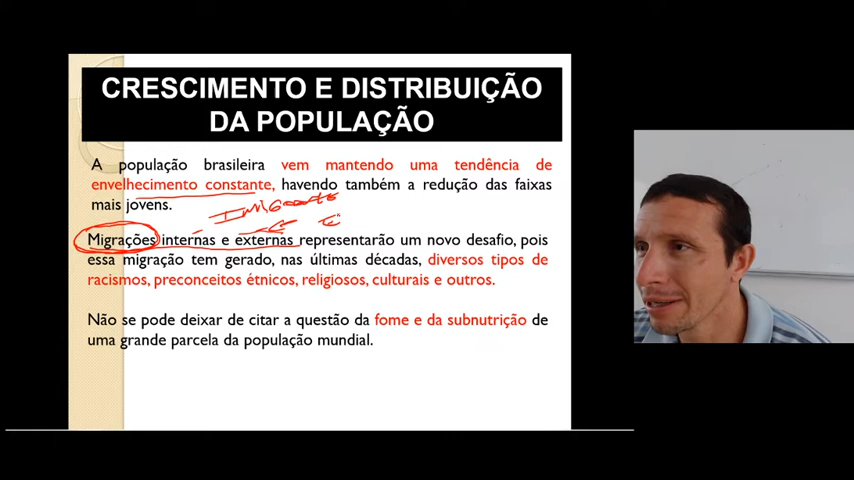 CRESCIMENTO E DISTRIBUIÇÃO
DA POPULAÇÃO
A população brasileira vem mantendo uma tendência de
envelhecimento constante, havendo também a redução das faixas
mais jovens.
Imigrante
Migrações internas e externas representarão um novo desafio, pois
essa migração tem gerado, nas últimas décadas, diversos tipos de
racismos, preconceitos étnicos, religiosos, culturais e outros.
Não se pode deixar de citar a questão da fome e da subnutrição de
uma grande parcela da população mundial.